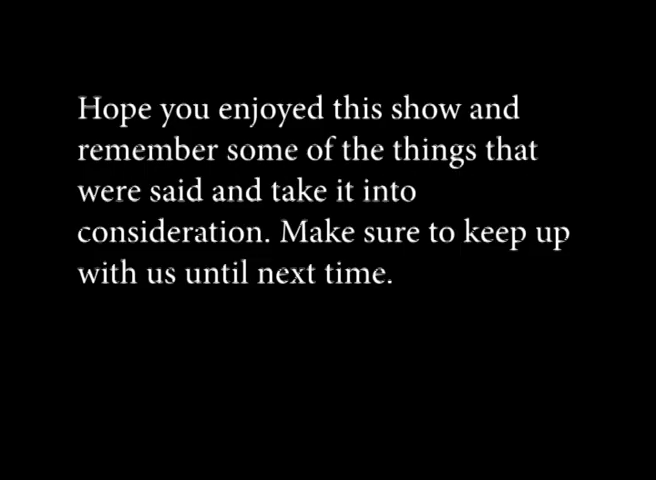 Hope you enjoyed this show and
remember some of the things that
were said and take it into
consideration. Make sure to keep up
with us until next time.